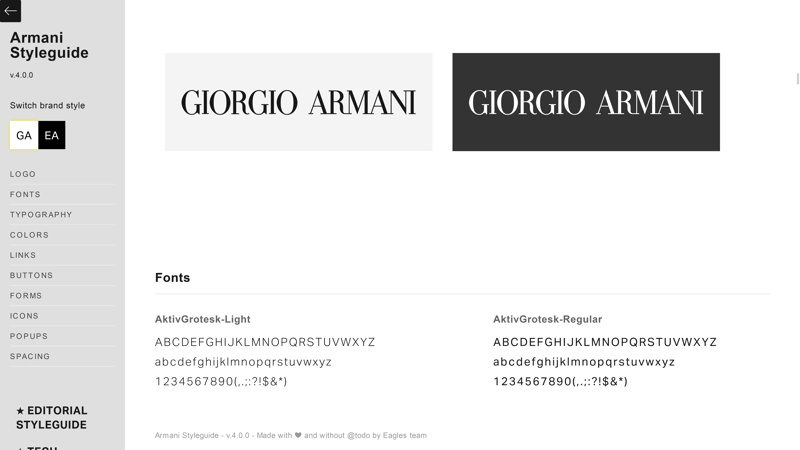 Armani
Styleguide
v.4.0.0
Switch brand style
GA EA
LOGO
FONTS
TYPOGRAPHY
COLORS
LINKS
BUTTONS
FORMS
ICONS
POPUPS
SPACING
★ EDITORIAL
STYLEGUIDE
GIORGIO ARMANI
GIORGIO ARMANI
Fonts
AktivGrotesk-Light
ABCDEFGHIJKLMNOPQRSTUVWXYZ
abcdefghijklmnopqrstuvwxyz
1234567890(,.;:?!$&*)
AktivGrotesk-Regular
ABCDEFGHIJKLMNOPQRSTUVWXYZ
abcdefghijklmnopqrstuvwxyz
1234567890(,.;:?!$&*)
Armani Styleguide - v.4.0.0 - Made with ❤ and without @todo by Eagles team